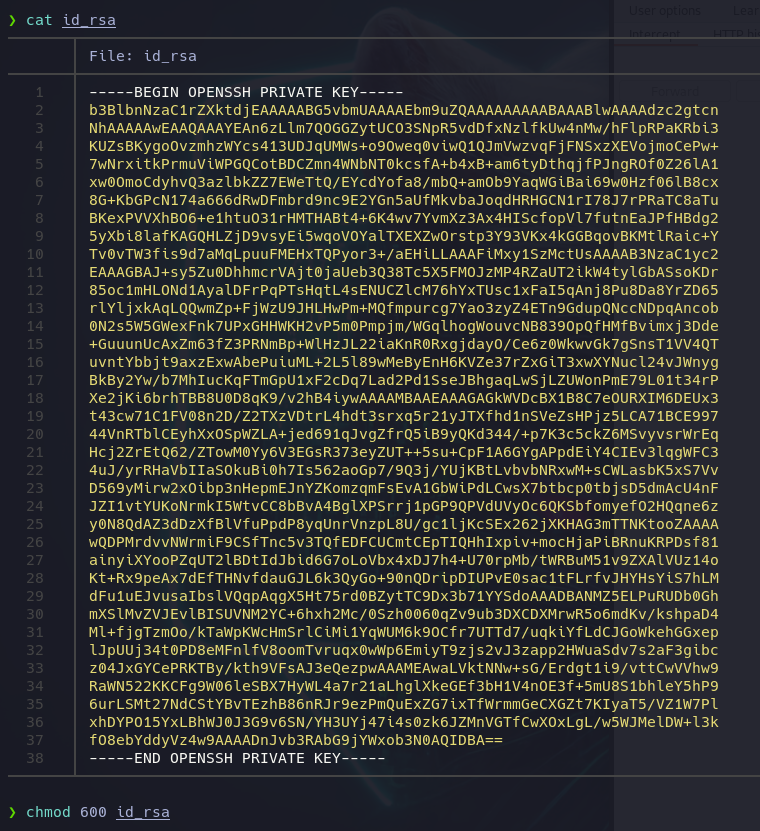 ❯ cat id_rsa
User options Lear
Intercept HTTP hi
File: id_rsa
Forward
1 -----BEGIN OPENSSH PRIVATE KEY-----
2 b3BlbnNzaC1rZXktdjEAAAAABG5vbmUAAAAEbm9uZQAAAAAAAAABAAABlwAAAAdzc2gtcn
3 NhAAAAAwEAAQAAAYEAn6zLlm7QOGGZytUCO3SNpR5vdDfxNzlfkUw4nMw/hFlpRPaKRbi3
4 KUZsBKygoOvzmhzWYcs413UDJqUMWs+o9Oweq0viwQ1QJmVwzvqFjFNSxzXEVojmoCePw+
5 7wNrxitkPrmuViWPGQCotBDCZmn4WNbNT0kcsfA+b4xB+am6tyDthqjfPJngROf0Z26lA1
6 xw0OmoCdyhvQ3azlbkZZ7EWeTtQ/EYcdYofa8/mbQ+amOb9YaqWGiBai69w0Hzf06lB8cx
7 8G+KbGPcN174a666dRwDFmbrd9nc9E2YGn5aUfMkvbaJoqdHRHGCN1rI78J7rPRaTC8aTu
8 BKexPVVXhBO6+e1htuO31rHMTHABt4+6K4wv7YvmXz3Ax4HIScfopVl7futnEaJPfHBdg2
9 5yXbi8lafKAGQHLZjD9vsyEi5wqoVOYalTXEXZwOrstp3Y93VKx4kGGBqovBKMtlRaic+Y
10 Tv0vTW3fis9d7aMqLpuuFMEHxTQPyor3+/aEHiLLAAAFiMxy1SzMctUsAAAAB3NzaC1yc2
11 EAAAGBAJ+sy5Zu0DhhmcrVAjt0jaUeb3Q38Tc5X5FMOJzMP4RZaUT2ikW4tylGbASsoKDr
12 85oc1mHLONd1AyalDFrPqPTsHqtL4sENUCZlcM76hYxTUsc1xFaI5qAnj8Pu8Da8YrZD65
13 rlYljxkAqLQQwmZp+FjWzU9JHLHwPm+MQfmpurcg7Yao3zyZ4ETn9GdupQNccNDpqAncob
14 0N2s5W5GWexFnk7UPxGHHWKH2vP5m0Pmpjm/WGqlhogWouvcNB839OpQfHMfBvimxj3Dde
15 +GuuunUcAxZm63fZ3PRNmBp+WlHzJL22iaKnR0RxgjdayO/Ce6z0WkwvGk7gSnsT1VV4QT
16 uvntYbbjt9axzExwAbePuiuML+2L5l89wMeByEnH6KVZe37rZxGiT3xwXYNucl24vJWnyg
17 BkBy2Yw/b7MhIucKqFTmGpU1xF2cDq7Lad2Pd1SseJBhgaqLwSjLZUWonPmE79L01t34rP
18 Xe2jKi6brhTBB8U0D8qK9/v2hB4iywAAAAMBAAEAAAGAGkWVDcBX1B8C7eOURXIM6DEUx3
19 t43cw71C1FV08n2D/Z2TXzVDtrL4hdt3srxq5r21yJTXfhd1nSVeZsHPjz5LCA71BCE997
20 44VnRTblCEyhXxOSpWZLA+jed691qJvgZfrQ5iB9yQKd344/+p7K3c5ckZ6MSvyvsrWrEq
21 Hcj2ZrEtQ62/ZTowM0Yy6V3EGsR373eyZUT++5su+CpF1A6GYgAPpdEiY4CIEv3lqgWFC3
22 4uJ/yrRHaVbIIaSOkuBi0h7Is562aoGp7/9Q3j/YUjKBtLvbvbNRxwM+sCWLasbK5xS7Vv
23 D569yMirw2xOibp3nHepmEJnYZKomzqmFsEvA1GbWiPdLCwsX7btbcp0tbjsD5dmAcU4nF
24 JZI1vtYUKoNrmkI5WtvCC8bBvA4BglXPSrrj1pGP9QPVdUVyOc6QKSbfomyefO2HQqne6z
25 y0N8QdAZ3dDzXfBlVfuPpdP8yqUnrVnzpL8U/gc1ljKcSEx262jXKHAG3mTTNKtooZAAAA
26 wQDPMrdvvNWrmiF9CSfTnc5v3TQfEDFCUCmtCEpTIQHhIxpiv+mocHjaPiBRnuKRPDsf81
27 ainyiXYooPZqUT2lBDtIdJbid6G7oLoVbx4xDJ7h4+U70rpMb/tWRBuM51v9ZXAlVUz14o
28 Kt+Rx9peAx7dEfTHNvfdauGJL6k3QyGo+90nQDripDIUPvE0sac1tFLrfvJHYHsYiS7hLM
29 dFu1uEJvusaIbslVQqpAqgX5Ht75rd0BZytTC9Dx3b71YYSdoAAADBANMZ5ELPuRUDb0Gh
30 mXSlMvZVJEvlBISUVNM2YC+6hxh2Mc/0Szh0060qZv9ub3DXCDXMrwR5o6mdKv/kshpaD4
31 Ml+fjgTzmOo/kTaWpKWcHmSrlCiMi1YqWUM6k9OCfr7UTTd7/uqkiYfLdCJGoWkehGGxep
32 lJpUUj34t0PD8eMFnlfV8oomTvruqx0wWp6EmiyT9zjs2vJ3zapp2HWuaSdv7s2aF3gibc
33 z04JxGYCePRKTBy/kth9VFsAJ3eQezpwAAAMEAwaLVktNNw+sG/Erdgt1i9/vttCwVVhw9
34 RaWN522KKCFg9W06leSBX7HyWL4a7r21aLhglXkeGEf3bH1V4nOE3f+5mU8S1bhleY5hP9
35 6urLSMt27NdCStYBvTEzhB86nRJr9ezPmQuExZG7ixTfWrmmGeCXGZt7KIyaT5/VZ1W7Pl
36 xhDYPO15YxLBhWJ0J3G9v6SN/YH3UYj47i4s0zk6JZMnVGTfCwXOxLgL/w5WJMelDW+l3k
37 fO8ebYddyVz4w9AAAADnJvb3RAbG9jYWxob3N0AQIDBA==
38 -----END OPENSSH PRIVATE KEY-----
❯ chmod 600 id_rsa